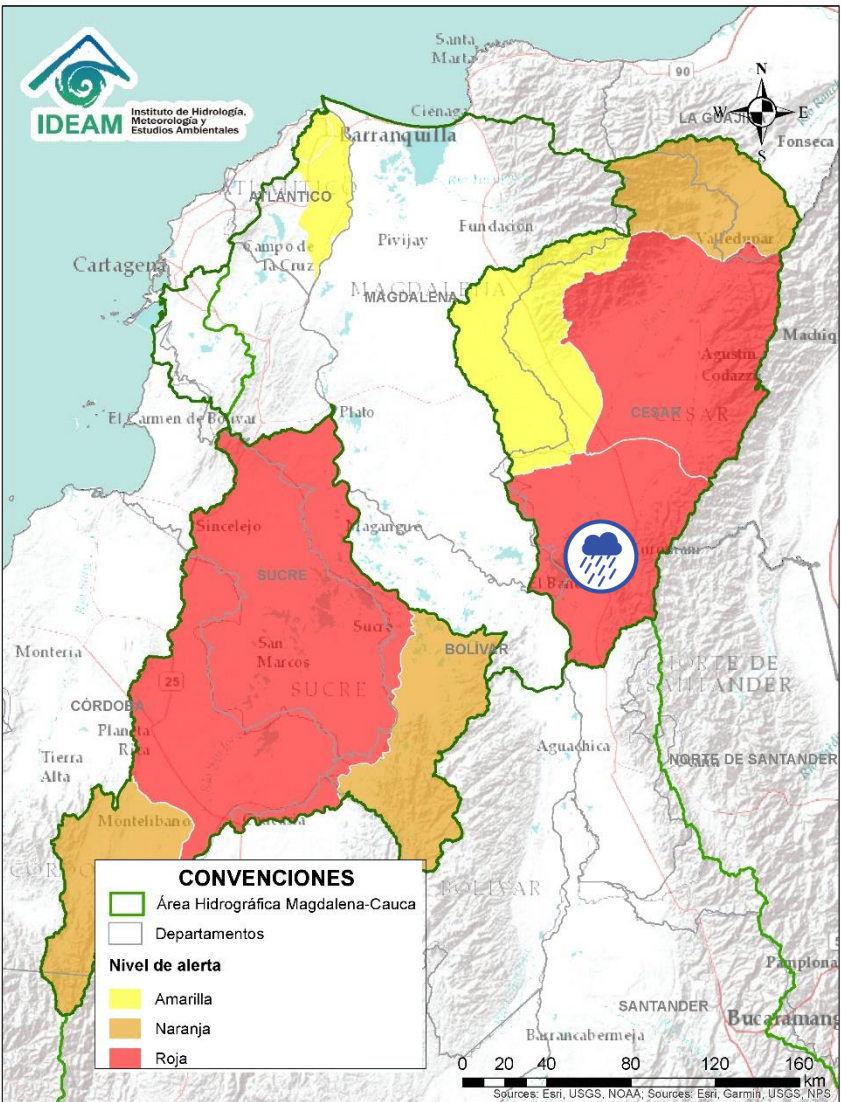 IDEAM
Instituto de Hidrología,
Meteorología y
Estudios Ambientales
Santa
Marta
90
N
W
E
S
LA GUAJI
Ciénaga
Barranquilla
Fonseca
ATLÁNTICO
ATLÁNTICO
Valledupar
Pivijay
Fundación
Campo de
la Cruz
Cartagena
MAGDALENA
MAGDALENA
Machiq
Agustín
Codazzi
CESAR
CESAR
El Carmen de Bolívar
Plato
Sincelejo
Magangué
SUCRE
Sucre
San
Marcos
SUCRE
BOLÍVAR
Montería
25
NORTE DE
SANTANDER
CÓRDOBA
Planeta
Rica
Tierra
Alta
Aguachica
NORTE DE SANTANDER
Montelíbano
BOLÍVAR
CONVENCIONES
Área Hidrográfica Magdalena-Cauca
Departamentos
Nivel de alerta
Amarilla
Naranja
Roja
Pamplona
SANTANDER
Bucaramang
Barrancabermeja
0 20 40 80 120 160
km
Sources: Esri, USGS, NOAA; Sources: Esri, Garmin, USGS, NPS